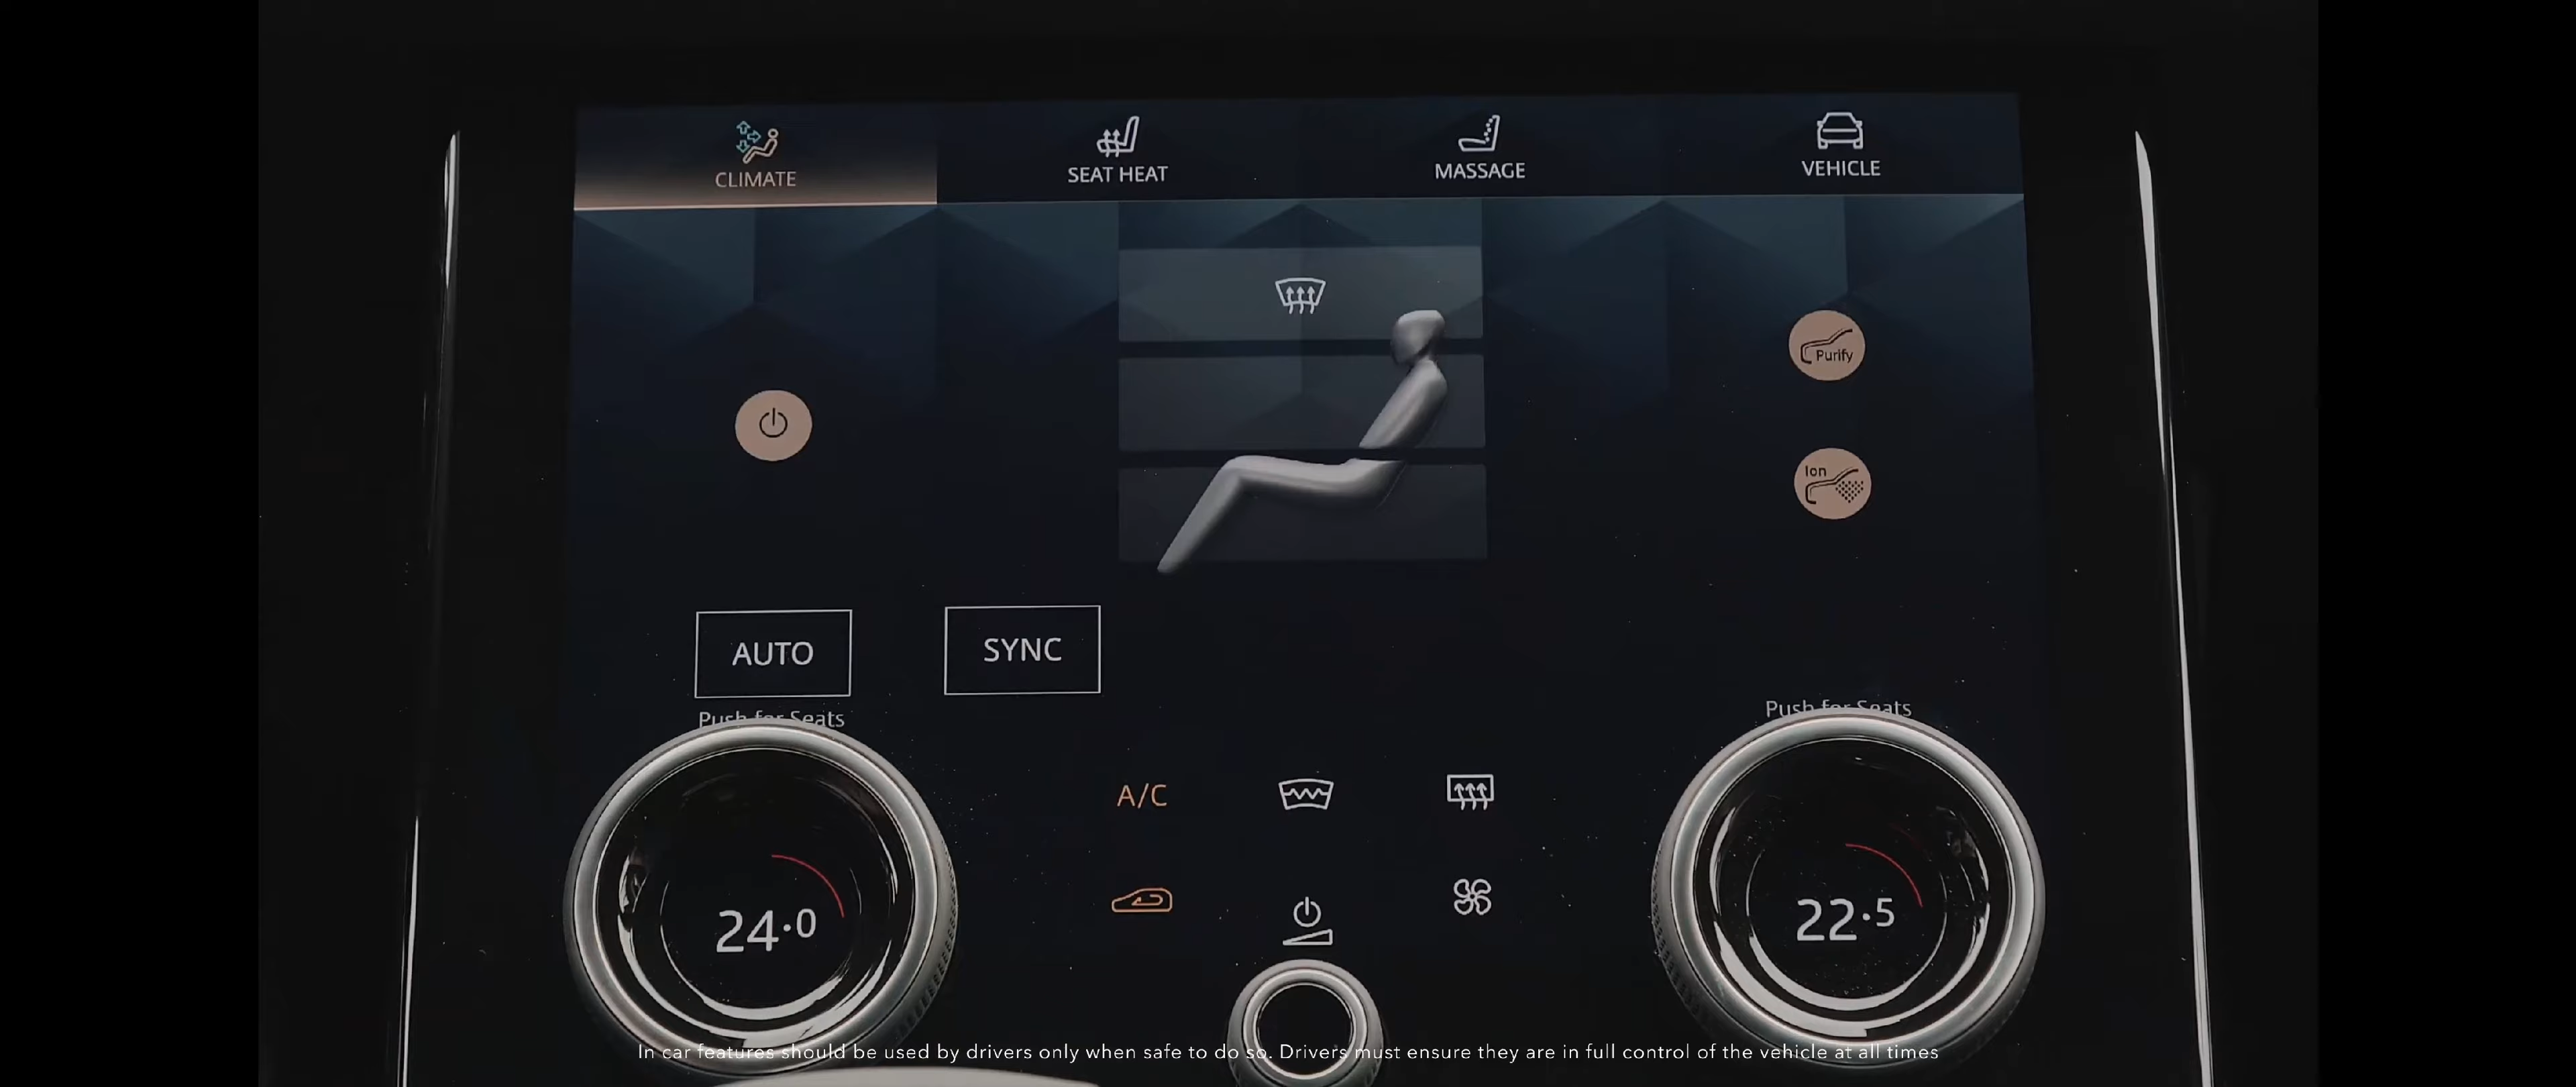 CLIMATE
SEAT HEAT
MASSAGE
VEHICLE
Purify
Ion
AUTO
SYNC
Push for Seats
Push for Seats
A/C
24.0
22.5
In car features should be used by drivers only when safe to do so. Drivers must ensure they are in full control of the vehicle at all times